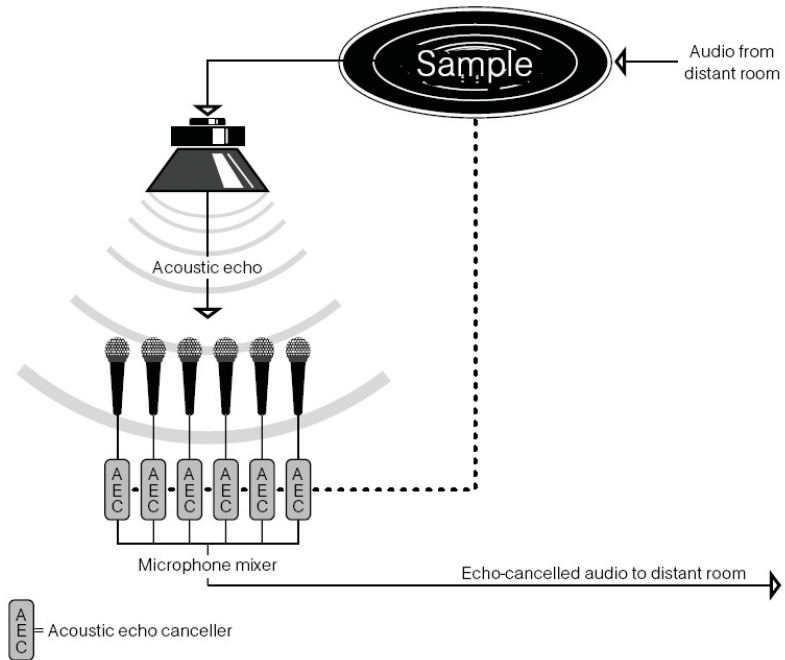 Sample
Audio from
distant room
Acoustic echo
A
E
C
A
E
C
A
E
C
A
E
C
A
E
C
A
E
C
Microphone mixer
Echo-cancelled audio to distant room
A
E
C
= Acoustic echo canceller